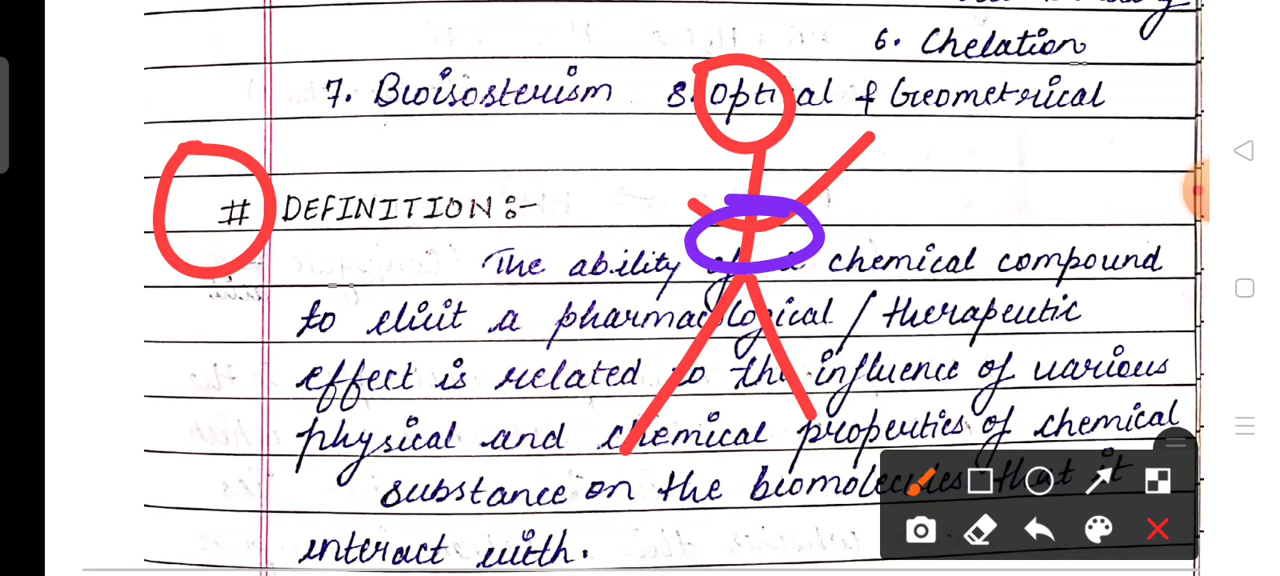 6. Chelation
7. Bioisosterism 8. Optical & Geometrical
# DEFINITION :-
The ability of a chemical compound
to elicit a pharmacological / therapeutic
effect is related to the influence of various
physical and chemical properties of chemical
substance on the biomolecules that it
interact with.